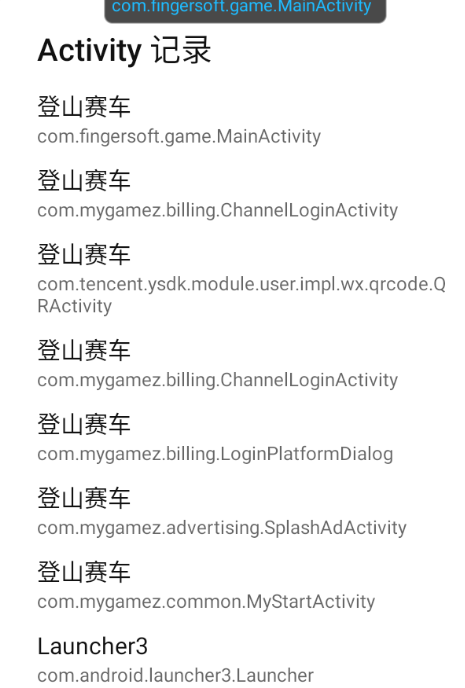 com.fingersoft.game.MainActivity
Activity 记录
登山赛车
com.fingersoft.game.MainActivity
登山赛车
com.mygamez.billing.ChannelLoginActivity
登山赛车
com.tencent.ysdk.module.user.impl.wx.qrcode.Q
RActivity
登山赛车
com.mygamez.billing.ChannelLoginActivity
登山赛车
com.mygamez.billing.LoginPlatformDialog
登山赛车
com.mygamez.advertising.SplashAdActivity
登山赛车
com.mygamez.common.MyStartActivity
Launcher3
com.android.launcher3.Launcher